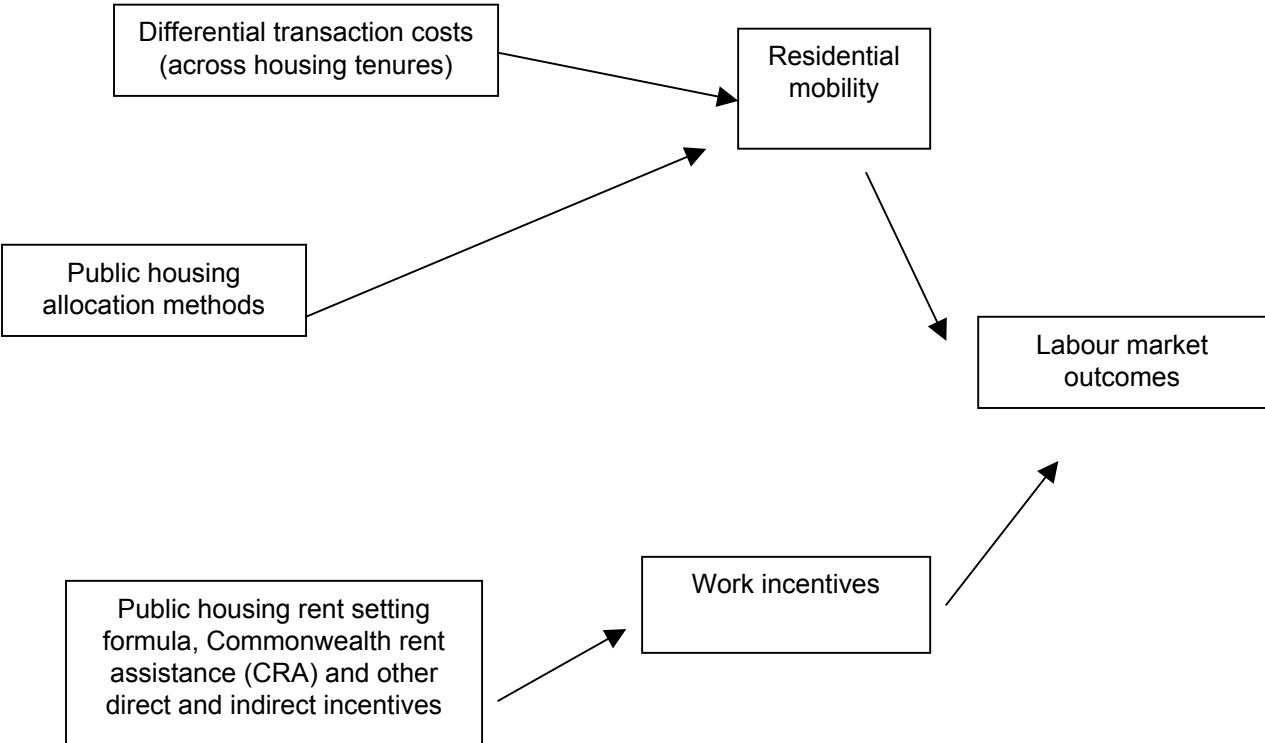 Differential transaction costs
(across housing tenures)
Residential
mobility
Public housing
allocation methods
Labour market
outcomes
Work incentives
Public housing rent setting
formula, Commonwealth rent
assistance (CRA) and other
direct and indirect incentives